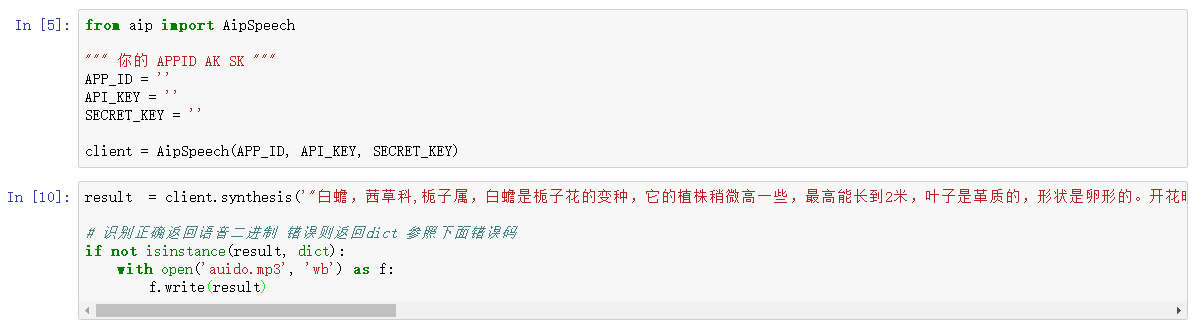 In [5]:
from aip import AipSpeech
""" 你的 APPID AK SK """
APP_ID = ''
API_KEY = ''
SECRET_KEY = ''
client = AipSpeech(APP_ID, API_KEY, SECRET_KEY)
In [10]:
result  = client.synthesis('"白蟾，茜草科,栀子属，白蟾是栀子花的变种，它的植株稍微高一些，最高能长到2米，叶子是革质的，形状是卵形的。开花
# 识别正确返回语音二进制 错误则返回dict 参照下面错误码
if not isinstance(result, dict):
    with open('auido.mp3', 'wb') as f:
        f.write(result)